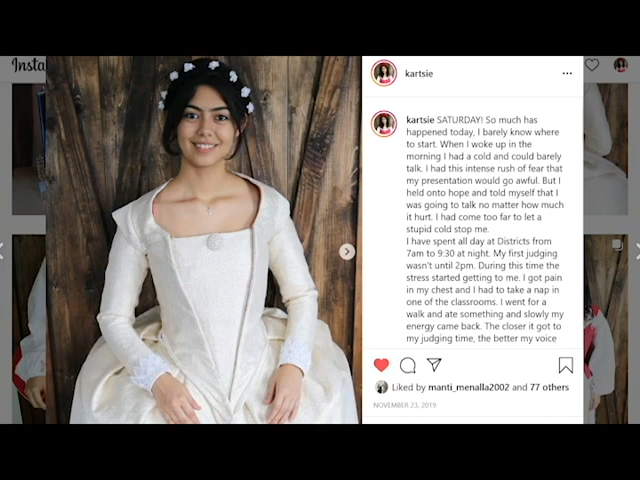 Insta
kartsie
kartsie SATURDAY! So much has
happened today, I barely know where
to start. When I woke up in the
morning I had a cold and could barely
talk. I had this intense rush of fear that
my presentation would go awful. But I
held onto hope and told myself that I
was going to talk no matter how much
it hurt. I had come too far to let a
stupid cold stop me.
I have spent all day at Districts from
7am to 9:30 at night. My first judging
wasn't until 2pm. During this time the
stress started getting to me. I got pain
in my chest and I had to take a nap in
one of the classrooms. I went for a
walk and ate something and slowly my
energy came back. The closer it got to
my judging time, the better my voice
Liked by manti_menalla2002 and 77 others
NOVEMBER 23, 2019